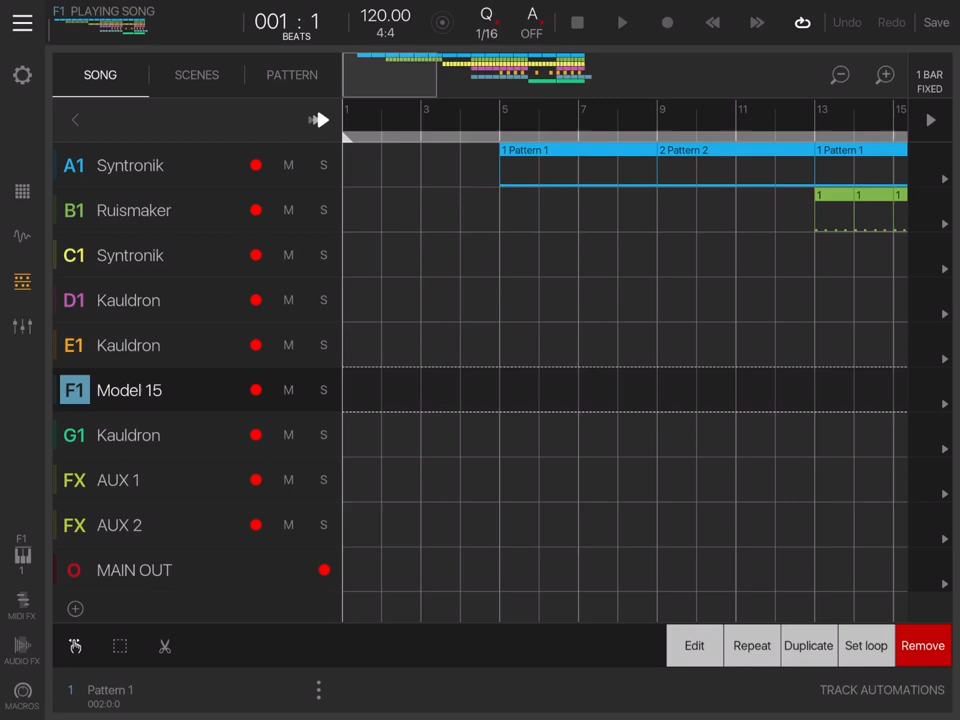 F1 PLAYING SONG
001 : 1
BEATS
120.00
4:4
Q
1/16
A
OFF
Undo
Redo
Save
SONG
SCENES
PATTERN
1 BAR
FIXED
1
3
5
7
9
11
13
15
A1 Syntronik M S
1 Pattern 1
2 Pattern 2
1 Pattern 1
B1 Ruismaker M S
1
1
1
C1 Syntronik M S
D1 Kauldron M S
E1 Kauldron M S
F1 Model 15 M S
G1 Kauldron M S
FX AUX 1 M S
FX AUX 2 M S
O MAIN OUT
F1
1
MIDI FX
AUDIO FX
MACROS
Edit
Repeat
Duplicate
Set loop
Remove
1 Pattern 1
002:0:0
TRACK AUTOMATIONS